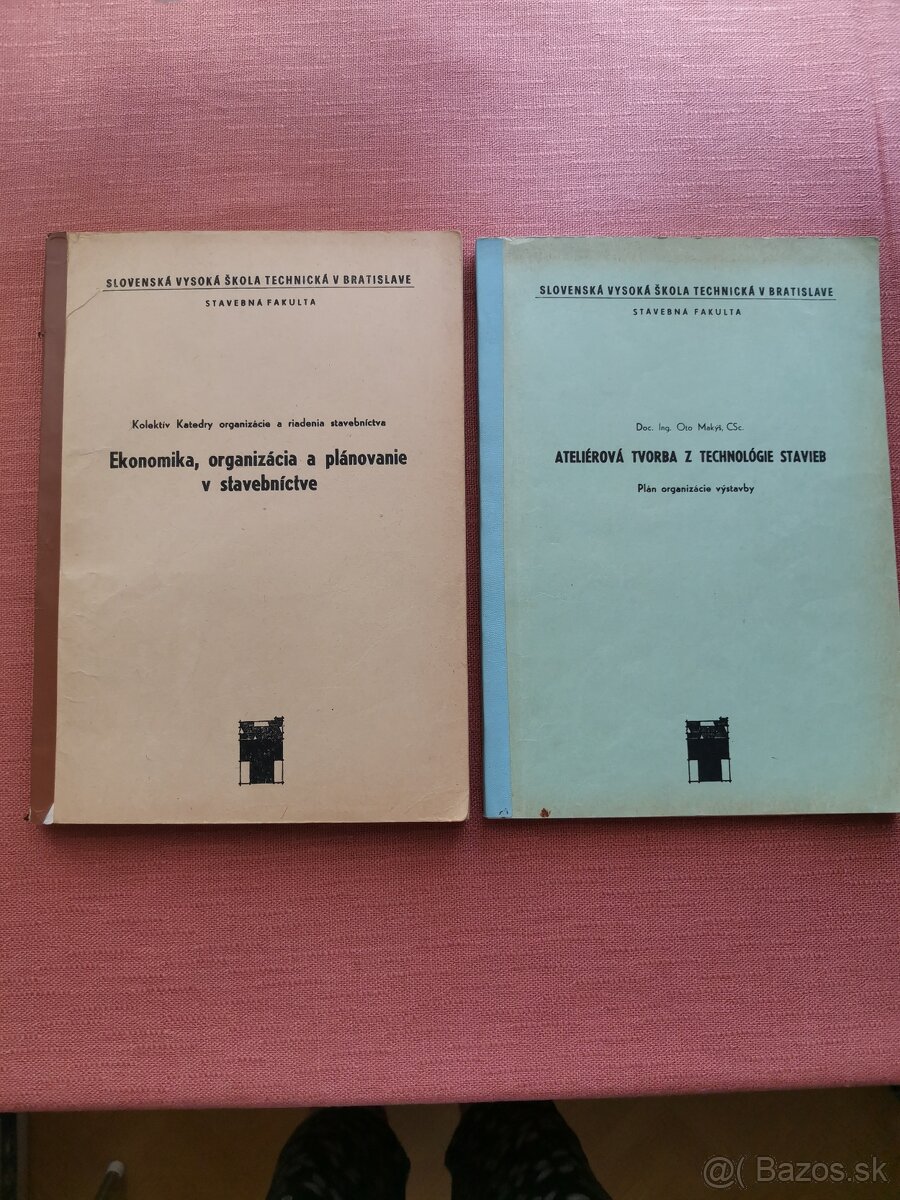 SLOVENSKÁ VYSOKÁ ŠKOLA TECHNICKÁ V BRATISLAVE
STAVEBNÁ FAKULTA
Kolektív Katedry organizácie a riadenia stavebníctva
Ekonomika, organizácia a plánovanie
v stavebníctve
SLOVENSKÁ VYSOKÁ ŠKOLA TECHNICKÁ V BRATISLAVE
STAVEBNÁ FAKULTA
Doc. Ing. Oto Makýš, CSc.
ATELIÉROVÁ TVORBA Z TECHNOLÓGIE STAVIEB
Plán organizácie výstavby
@( Bazos.sk